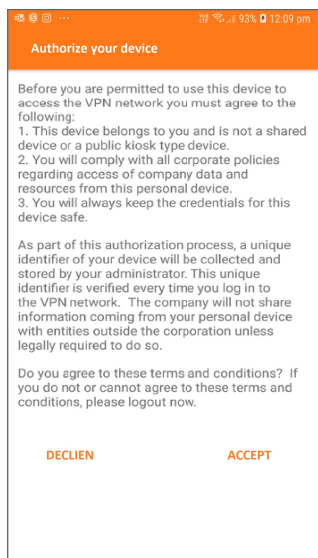 93% 12:09 pm
Authorize your device
Before you are permitted to use this device to
access the VPN network you must agree to the
following:
1. This device belongs to you and is not a shared
device or a public kiosk type device.
2. You will comply with all corporate policies
regarding access of company data and
resources from this personal device.
3. You will always keep the credentials for this
device safe.
As part of this authorization process, a unique
identifier of your device will be collected and
stored by your administrator. This unique
identifier is verified every time you log in to
the VPN network. The company will not share
information coming from your personal device
with entities outside the corporation unless
legally required to do so.
Do you agree to these terms and conditions? If
you do not or cannot agree to these terms and
conditions, please logout now.
DECLIEN ACCEPT